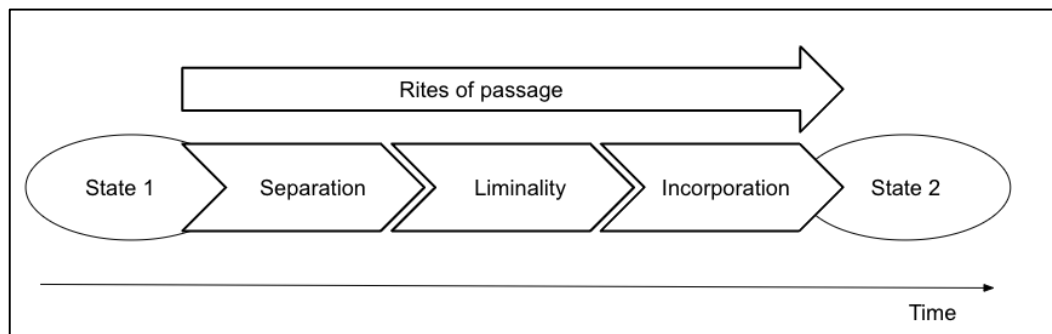 Rites of passage
State 1
Separation
Liminality
Incorporation
State 2
Time